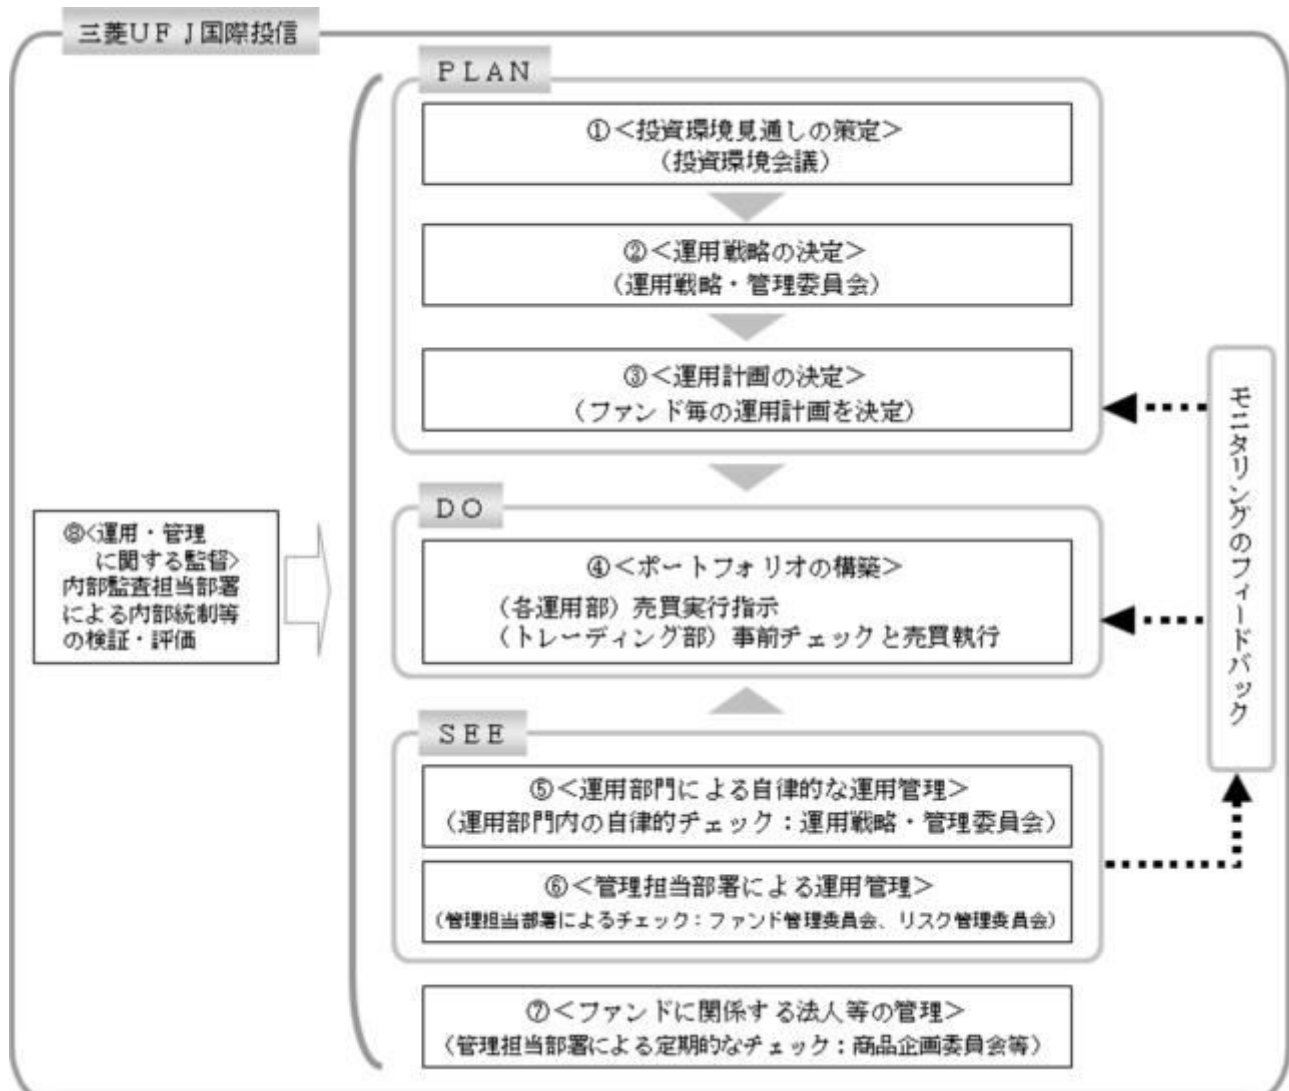 三菱ＵＦＪ国際投信
ＰＬＡＮ
①＜投資環境見通しの策定＞
（投資環境会議）
②＜運用戦略の決定＞
（運用戦略・管理委員会）
③＜運用計画の決定＞
（ファンド毎の運用計画を決定）
ＤＯ
④＜ポートフォリオの構築＞
（各運用部）売買実行指示
（トレーディング部）事前チェックと売買執行
ＳＥＥ
⑤＜運用部門による自律的な運用管理＞
（運用部門内の自律的チェック：運用戦略・管理委員会）
⑥＜管理担当部署による運用管理＞
（管理担当部署によるチェック：ファンド管理委員会、リスク管理委員会）
⑦＜ファンドに関係する法人等の管理＞
（管理担当部署による定期的なチェック：商品企画委員会等）
⑧＜運用・管理
に関する監督＞
内部監査担当部署
による内部統制等
の検証・評価
モニタリングのフィードバック